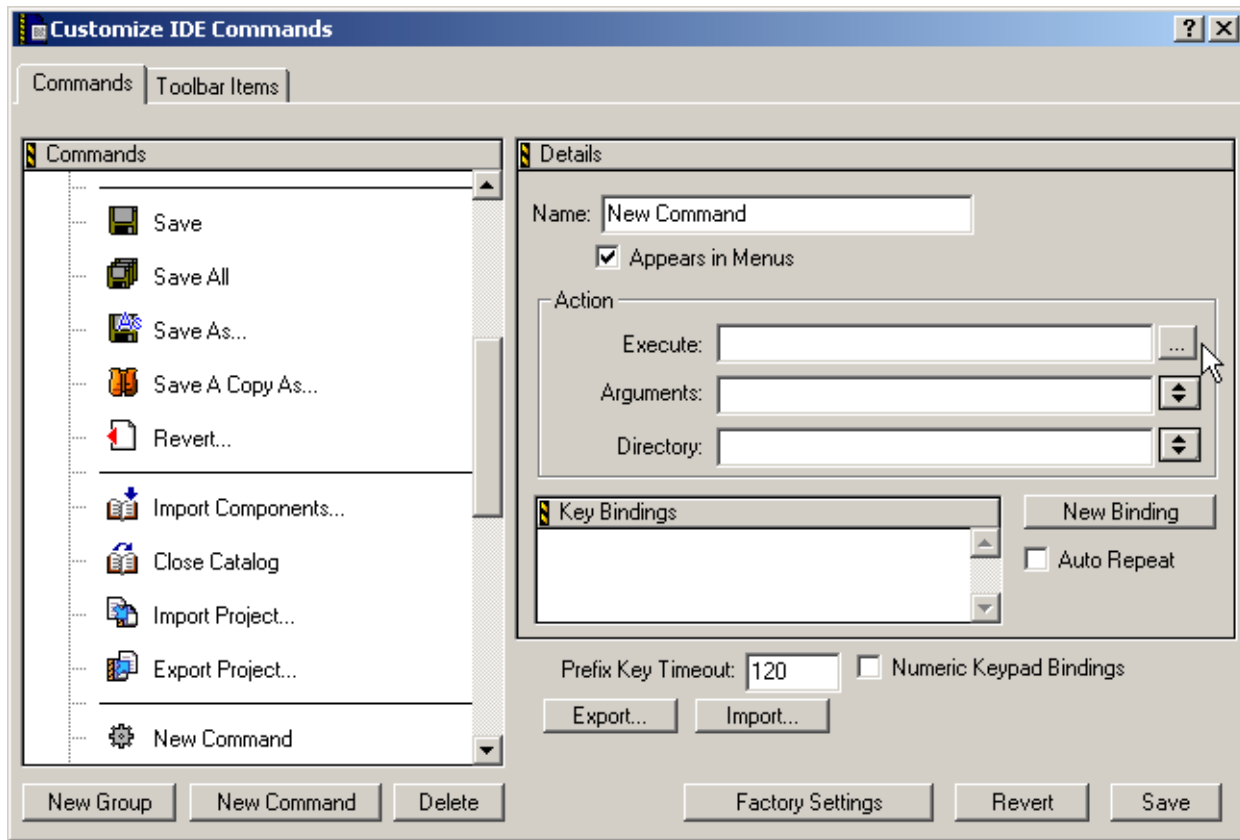 Customize IDE Commands
Commands
Toolbar Items
Commands
Save
Save All
Save As...
Save A Copy As...
Revert...
Import Components...
Close Catalog
Import Project...
Export Project...
New Command
New Group
New Command
Delete
Details
Name: New Command
Appears in Menus
Action
Execute: ...
Arguments:
Directory:
Key Bindings
New Binding
Auto Repeat
Prefix Key Timeout: 120
Numeric Keypad Bindings
Export...
Import...
Factory Settings
Revert
Save